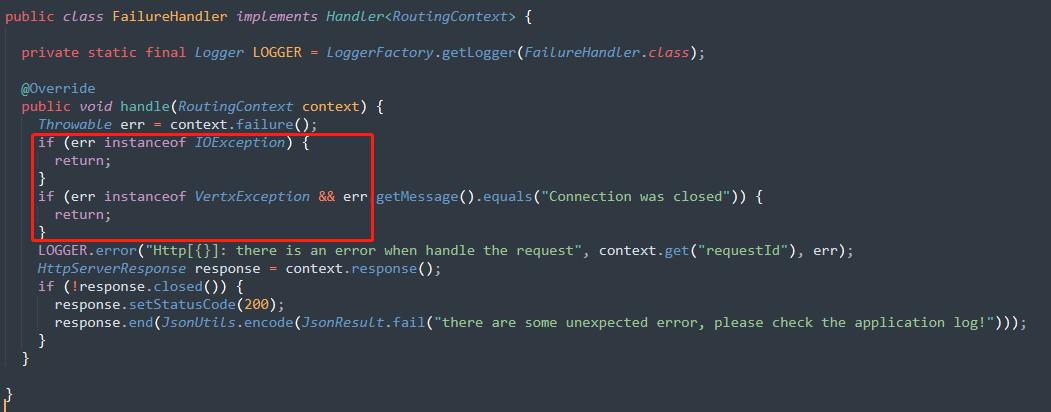 public class FailureHandler implements Handler<RoutingContext> {
private static final Logger LOGGER = LoggerFactory.getLogger(FailureHandler.class);
@Override
public void handle(RoutingContext context) {
Throwable err = context.failure();
if (err instanceof IOException) {
return;
}
if (err instanceof VertxException && err.getMessage().equals("Connection was closed")) {
return;
}
LOGGER.error("Http[{}]: there is an error when handle the request", context.get("requestId"), err);
HttpServerResponse response = context.response();
if (!response.closed()) {
response.setStatusCode(200);
response.end(JsonUtils.encode(JsonResult.fail("there are some unexpected error, please check the application log!")));
}
}
}